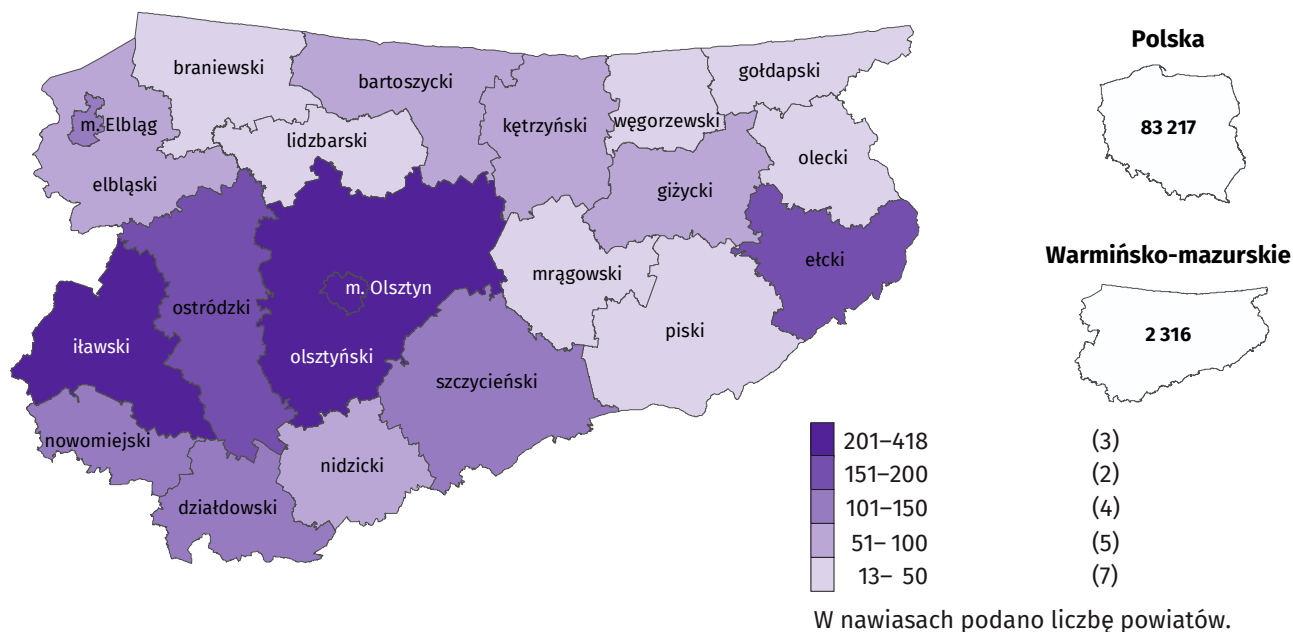 gołdapski
braniewski
bartoszycki
węgorzewski
m. Elbląg
kętrzyński
lidzbarski
olecki
elbląski
giżycki
ełcki
mrągowski
m. Olsztyn
ostródzki
piski
iławski
olsztyński
szczycieński
nowomiejski
nidzicki
działdowski
Polska
83 217
Warmińsko-mazurskie
2 316
201–418 (3)
151–200 (2)
101–150 (4)
51– 100 (5)
13– 50 (7)
W nawiasach podano liczbę powiatów.